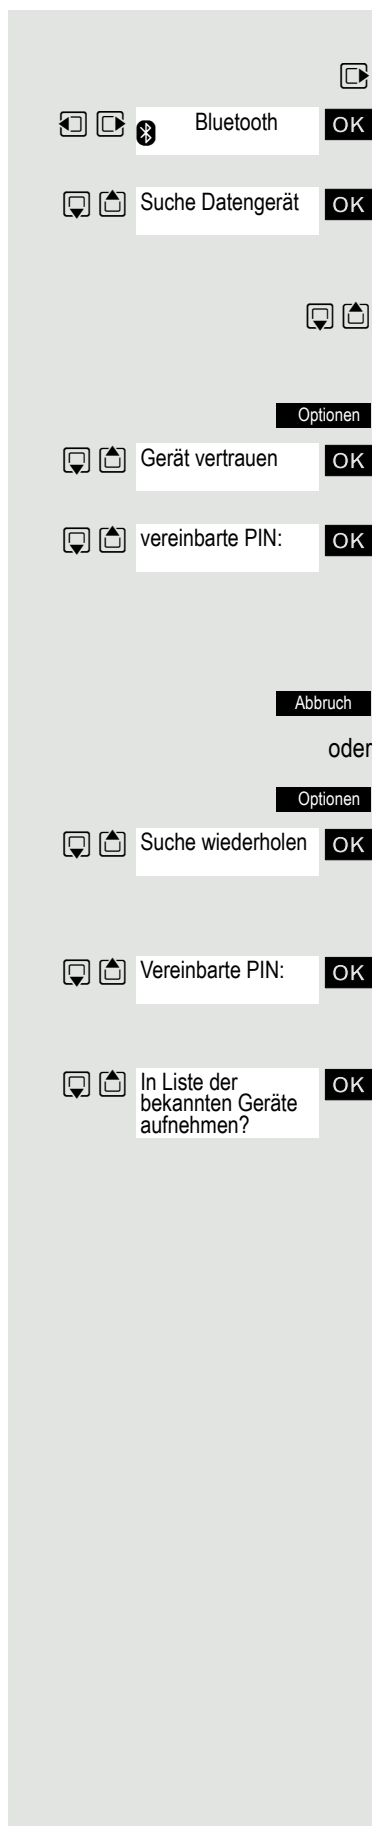 Bluetooth OK
Suche Datengerät OK
Optionen
Gerät vertrauen OK
vereinbarte PIN: OK
Abbruch
oder
Optionen
Suche wiederholen OK
Vereinbarte PIN: OK
In Liste der OK
bekannten Geräte
aufnehmen?